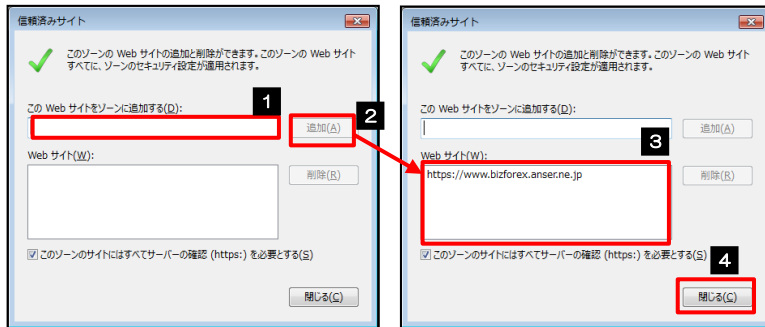 信頼済みサイト
このゾーンの Web サイトの追加と削除ができます。このゾーンの Web サイト
すべてに、ゾーンのセキュリティ設定が適用されます。
1
この Web サイトをゾーンに追加する(D):
2
追加(A)
Web サイト(W):
削除(R)
このゾーンのサイトにはすべてサーバーの確認 (https:) を必要とする(S)
閉じる(C)
信頼済みサイト
このゾーンの Web サイトの追加と削除ができます。このゾーンの Web サイト
すべてに、ゾーンのセキュリティ設定が適用されます。
この Web サイトをゾーンに追加する(D):
追加(A)
3
Web サイト(W):
https://www.bizforex.anser.ne.jp
削除(R)
このゾーンのサイトにはすべてサーバーの確認 (https:) を必要とする(S)
4
閉じる(C)